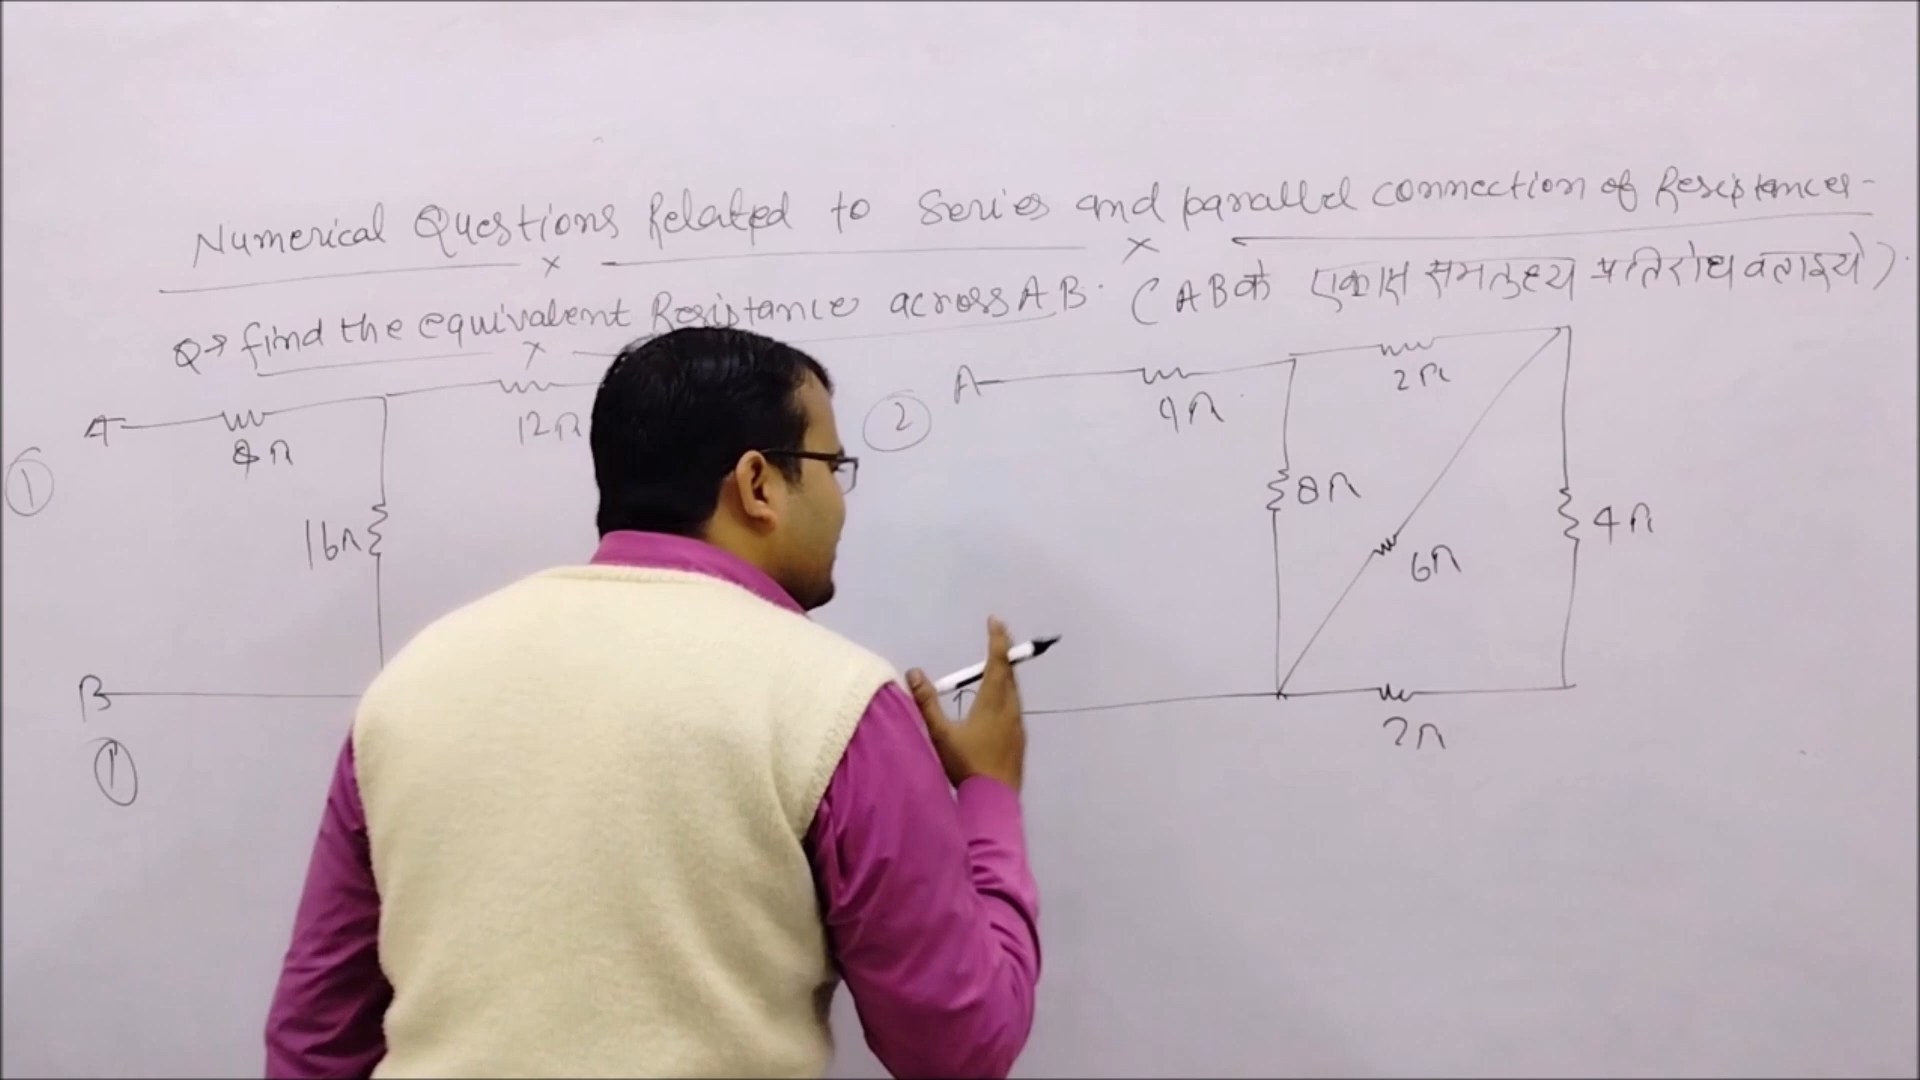 Numerical Questions Related to Series and parallel connection of Resistances-
Q→ find the equivalent Resistance across AB. (AB के एकास समतुल्य प्रतिरोध बताइये).
① A 8Ω 12Ω
16Ω
B
①
② A 9Ω 2Ω
8Ω 6Ω 4Ω
2Ω